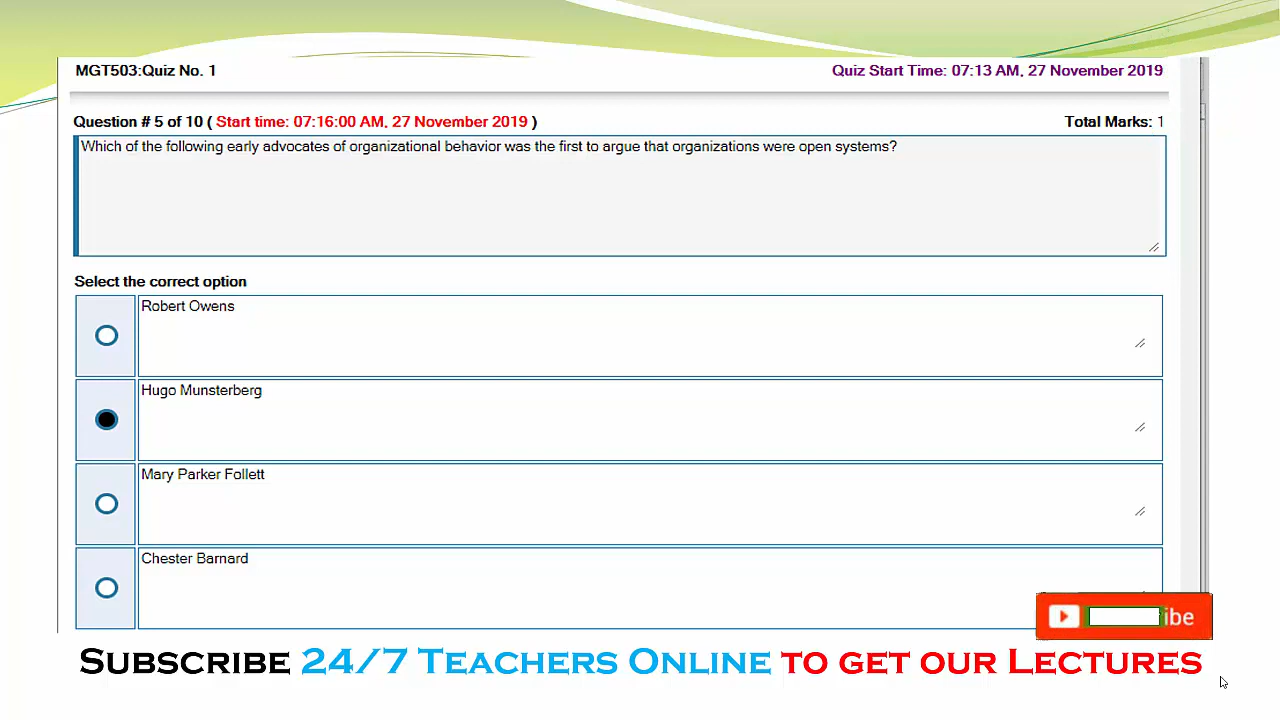 MGT503:Quiz No. 1
Quiz Start Time: 07:13 AM, 27 November 2019
Question # 5 of 10 ( Start time: 07:16:00 AM, 27 November 2019 )
Total Marks: 1
Which of the following early advocates of organizational behavior was the first to argue that organizations were open systems?
Select the correct option
Robert Owens
Hugo Munsterberg
Mary Parker Follett
Chester Barnard
ibe
SUBSCRIBE 24/7 TEACHERS ONLINE TO GET OUR LECTURES